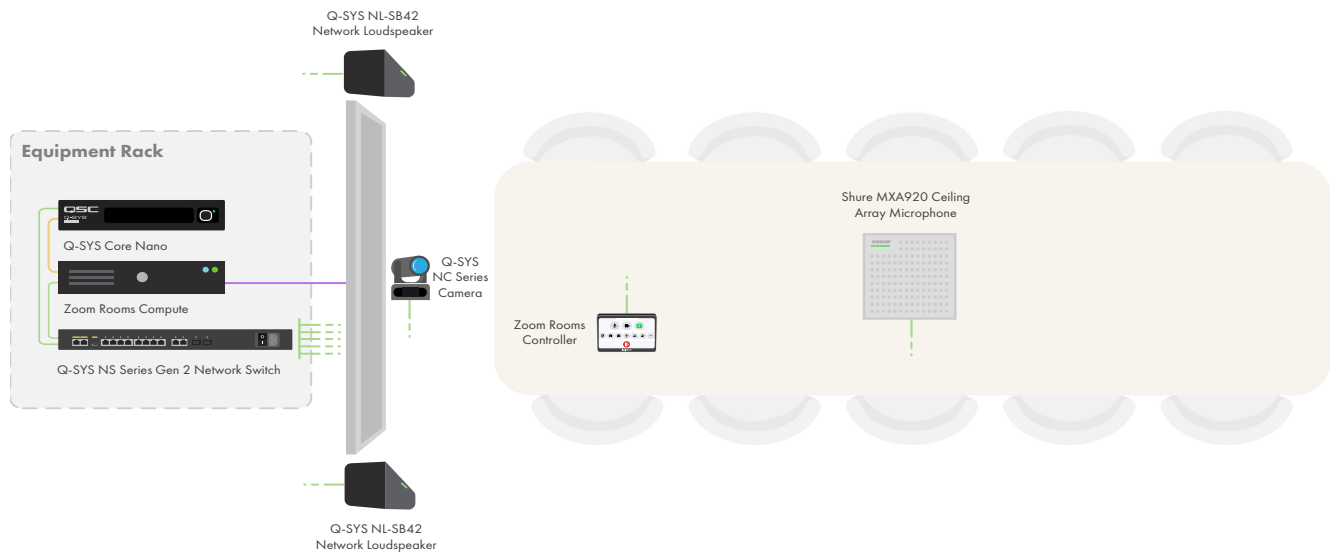 Q-SYS NL-SB42
Network Loudspeaker
Equipment Rack
QSC
Q-SYS
Q-SYS Core Nano
Zoom Rooms Compute
Q-SYS NS Series Gen 2 Network Switch
Q-SYS
NC Series
Camera
Zoom Rooms
Controller
Shure MXA920 Ceiling
Array Microphone
SHURE
Q-SYS NL-SB42
Network Loudspeaker